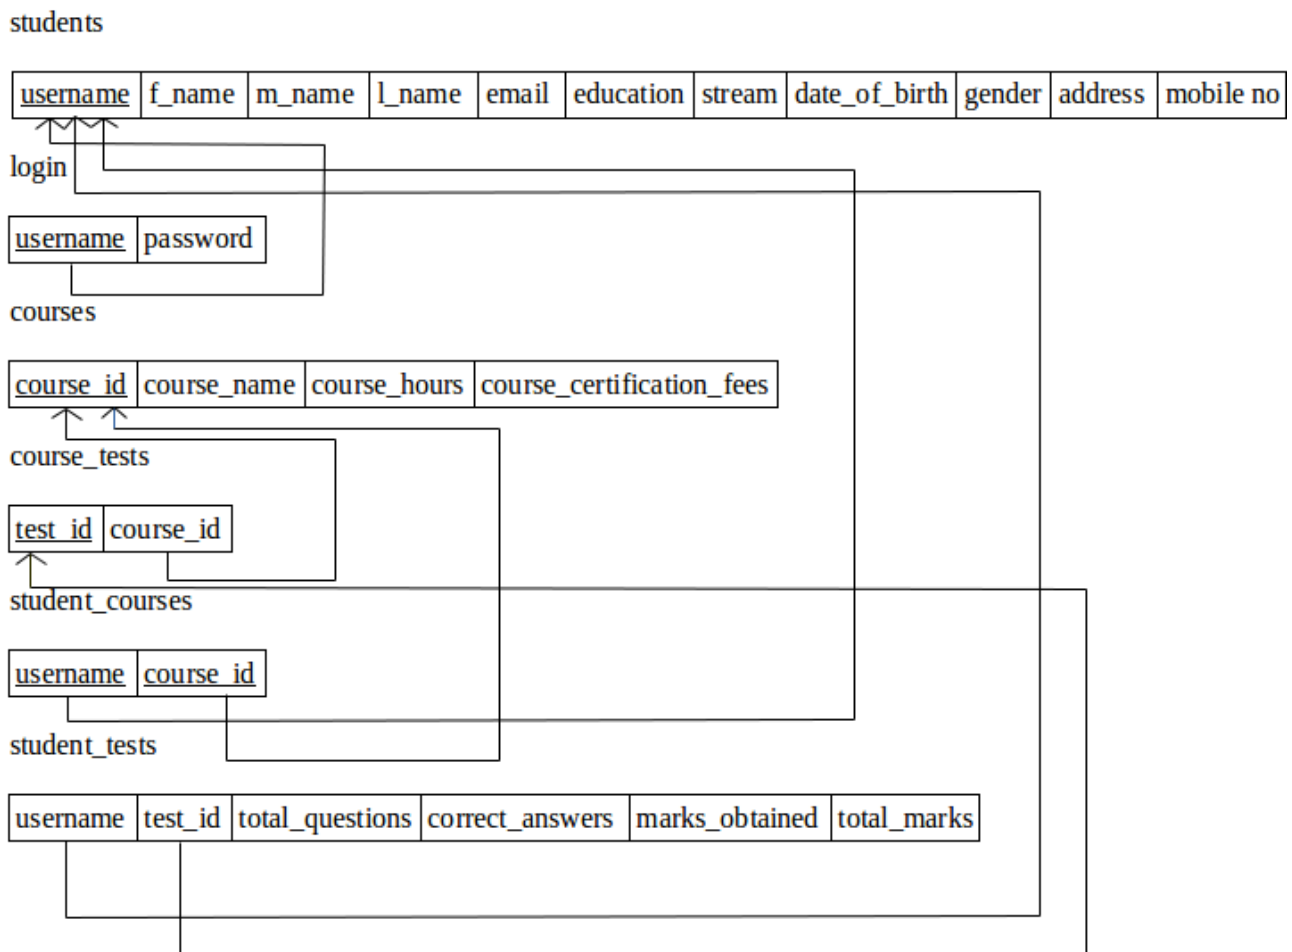 students
username f_name m_name l_name email education stream date_of_birth gender address mobile no
login
username password
courses
course_id course_name course_hours course_certification_fees
course_tests
test_id course_id
student_courses
username course_id
student_tests
username test_id total_questions correct_answers marks_obtained total_marks